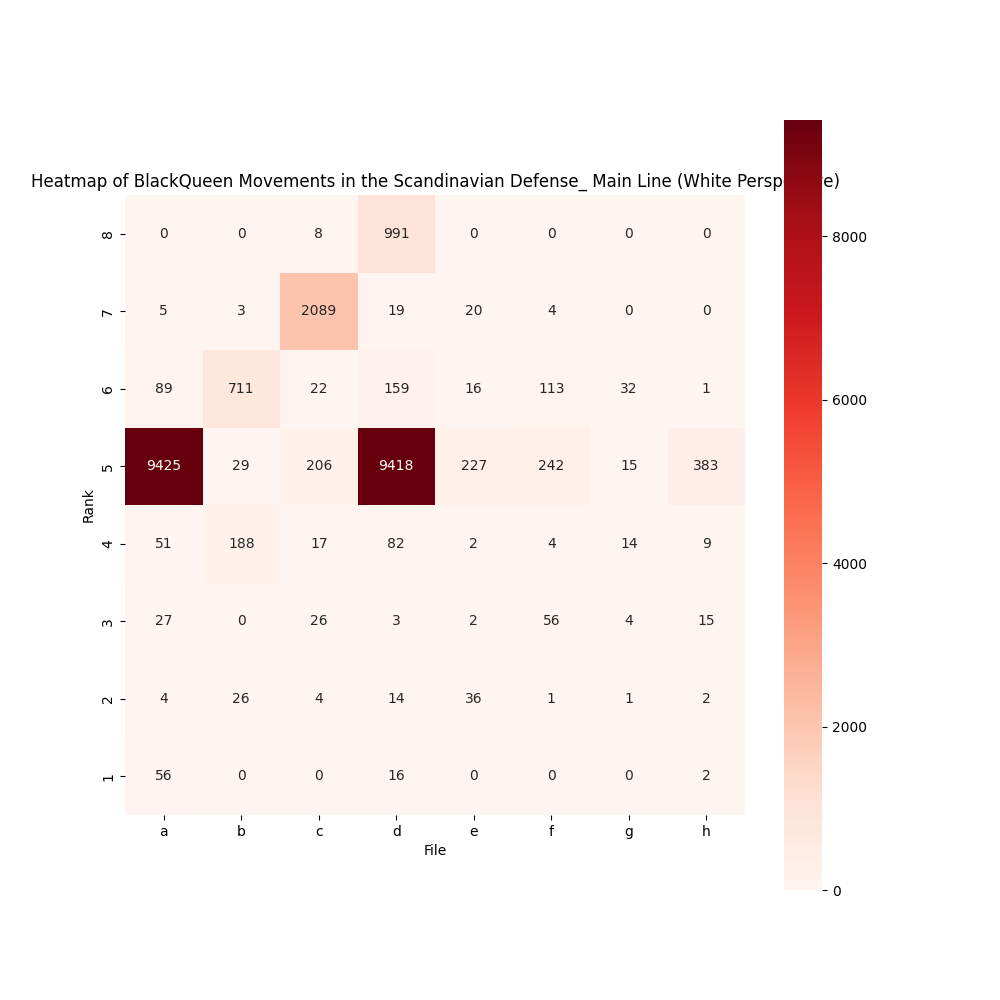 Heatmap of BlackQueen Movements in the Scandinavian Defense_ Main Line (White Persp e)
8 0 0 8 991 0 0 0 0
7 5 3 2089 19 20 4 0 0
6 89 711 22 159 16 113 32 1
5 9425 29 206 9418 227 242 15 383
4 51 188 17 82 2 4 14 9
3 27 0 26 3 2 56 4 15
2 4 26 4 14 36 1 1 2
1 56 0 0 16 0 0 0 2
Rank
a b c d e f g h
File
8000
6000
4000
2000
0